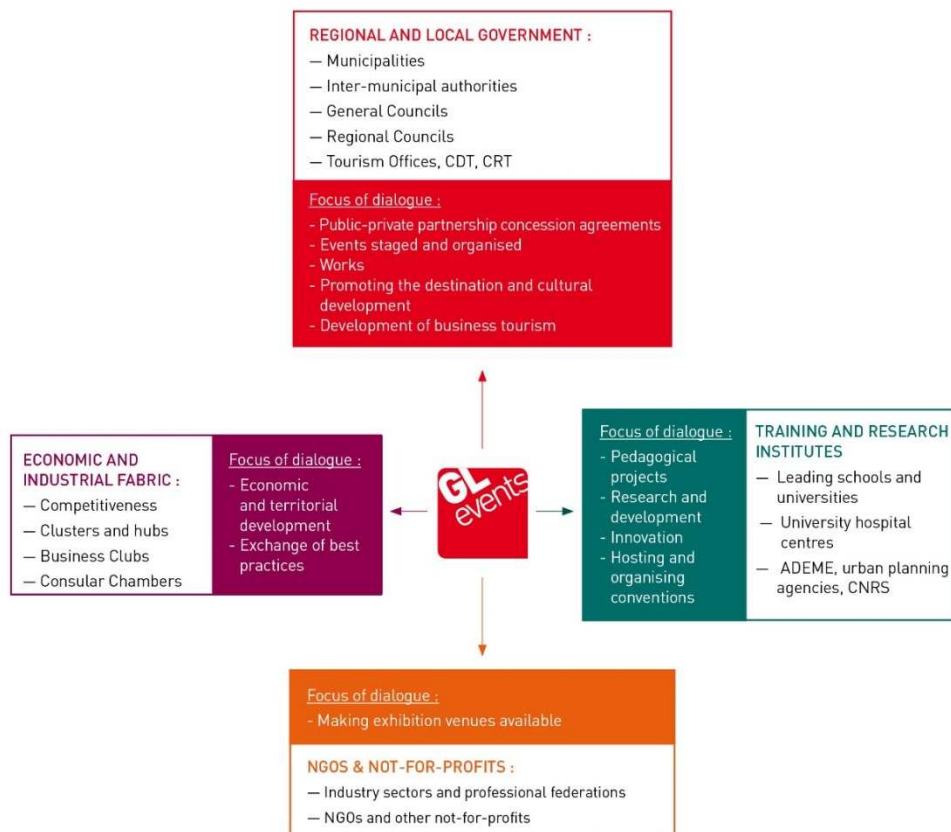 REGIONAL AND LOCAL GOVERNMENT :
— Municipalities
— Inter-municipal authorities
— General Councils
— Regional Councils
— Tourism Offices, CDT, CRT
Focus of dialogue :
- Public-private partnership concession agreements
- Events staged and organised
- Works
- Promoting the destination and cultural
development
- Development of business tourism
ECONOMIC AND
INDUSTRIAL FABRIC :
— Competitiveness
— Clusters and hubs
— Business Clubs
— Consular Chambers
Focus of dialogue :
- Economic
and territorial
development
- Exchange of best
practices
GL
events
Focus of dialogue :
- Pedagogical
projects
- Research and
development
- Innovation
- Hosting and
organising
conventions
TRAINING AND RESEARCH
INSTITUTES
— Leading schools and
universities
— University hospital
centres
— ADEME, urban planning
agencies, CNRS
Focus of dialogue :
- Making exhibition venues available
NGOS & NOT-FOR-PROFITS :
— Industry sectors and professional federations
— NGOs and other not-for-profits